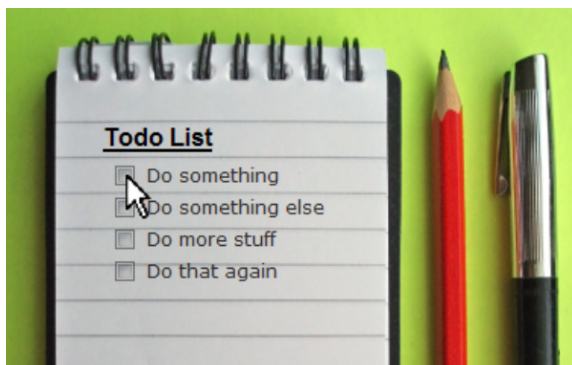 Todo List
Do something
Do something else
Do more stuff
Do that again